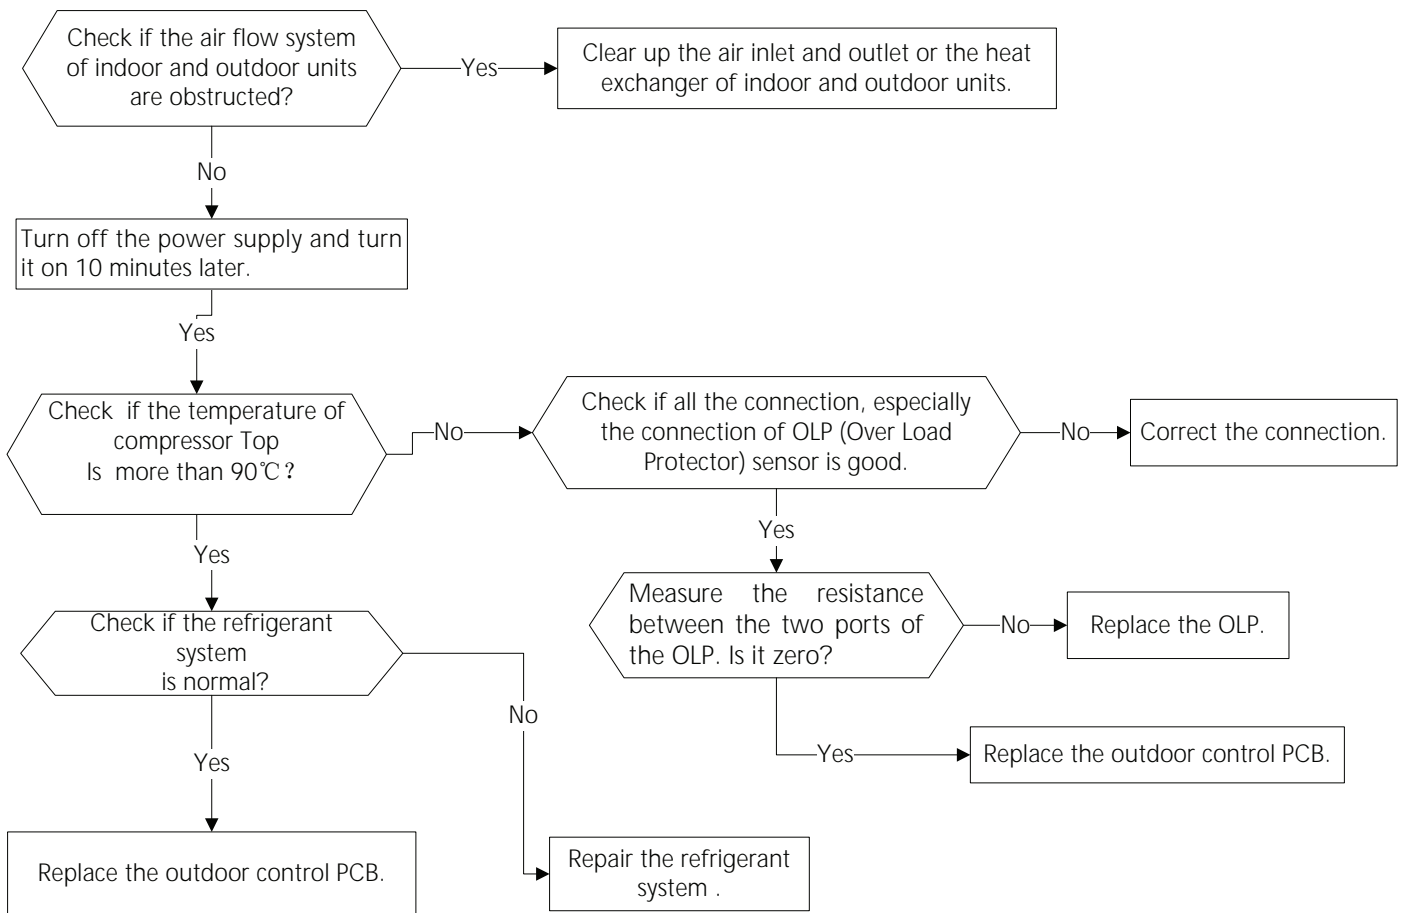 Check if the air flow system
of indoor and outdoor units
are obstructed?
Yes
Clear up the air inlet and outlet or the heat
exchanger of indoor and outdoor units.
No
Turn off the power supply and turn
it on 10 minutes later.
Yes
Check if the temperature of
compressor Top
Is more than 90℃?
No
Check if all the connection, especially
the connection of OLP (Over Load
Protector) sensor is good.
No
Correct the connection.
Yes
Yes
Measure the resistance
between the two ports of
the OLP. Is it zero?
No
Replace the OLP.
Check if the refrigerant
system
is normal?
No
Yes
Yes
Replace the outdoor control PCB.
Replace the outdoor control PCB.
Repair the refrigerant
system .